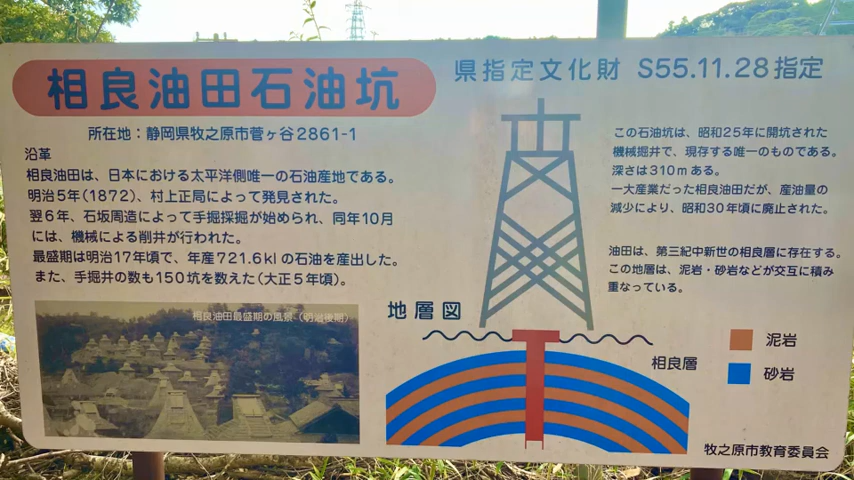 相良油田石油坑
県指定文化財 S55.11.28指定
所在地：静岡県牧之原市菅ヶ谷2861-1
沿革
相良油田は、日本における太平洋側唯一の石油産地である。
明治5年(1872)、村上正局によって発見された。
翌6年、石坂周造によって手掘採掘が始められ、同年10月
には、機械による削井が行われた。
最盛期は明治17年頃で、年産721.6klの石油を産出した。
また、手掘井の数も150坑を数えた(大正5年頃)。
相良油田最盛期の風景(明治後期)
この石油坑は、昭和25年に開坑された
機械掘井で、現存する唯一のものである。
深さは310mある。
一大産業だった相良油田だが、産油量の
減少により、昭和30年頃に廃止された。
油田は、第三紀中新世の相良層に存在する。
この地層は、泥岩・砂岩などが交互に積み
重なっている。
地層図
相良層
泥岩
砂岩
牧之原市教育委員会